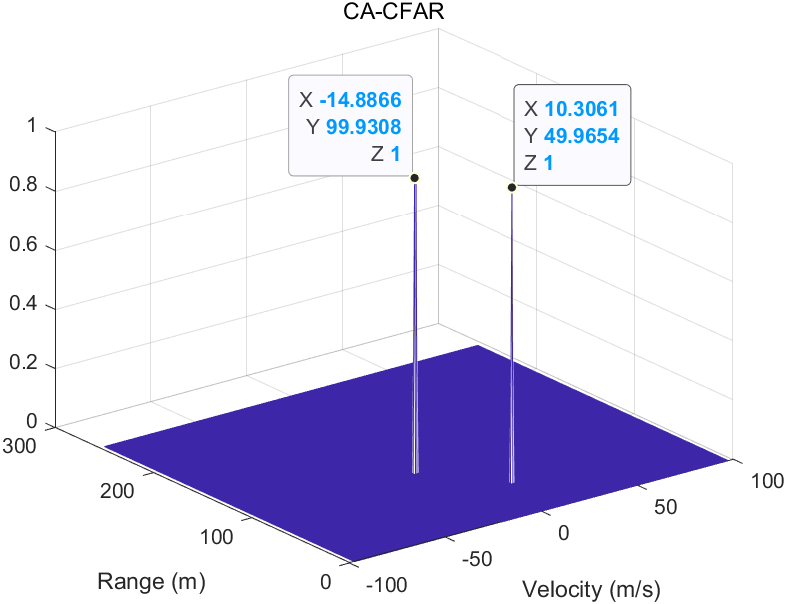 CA-CFAR
X -14.8866
Y 99.9308
Z 1
X 10.3061
Y 49.9654
Z 1
1
0.8
0.6
0.4
0.2
0
300
200
100
0
Range (m)
-100
-50
0
50
100
Velocity (m/s)